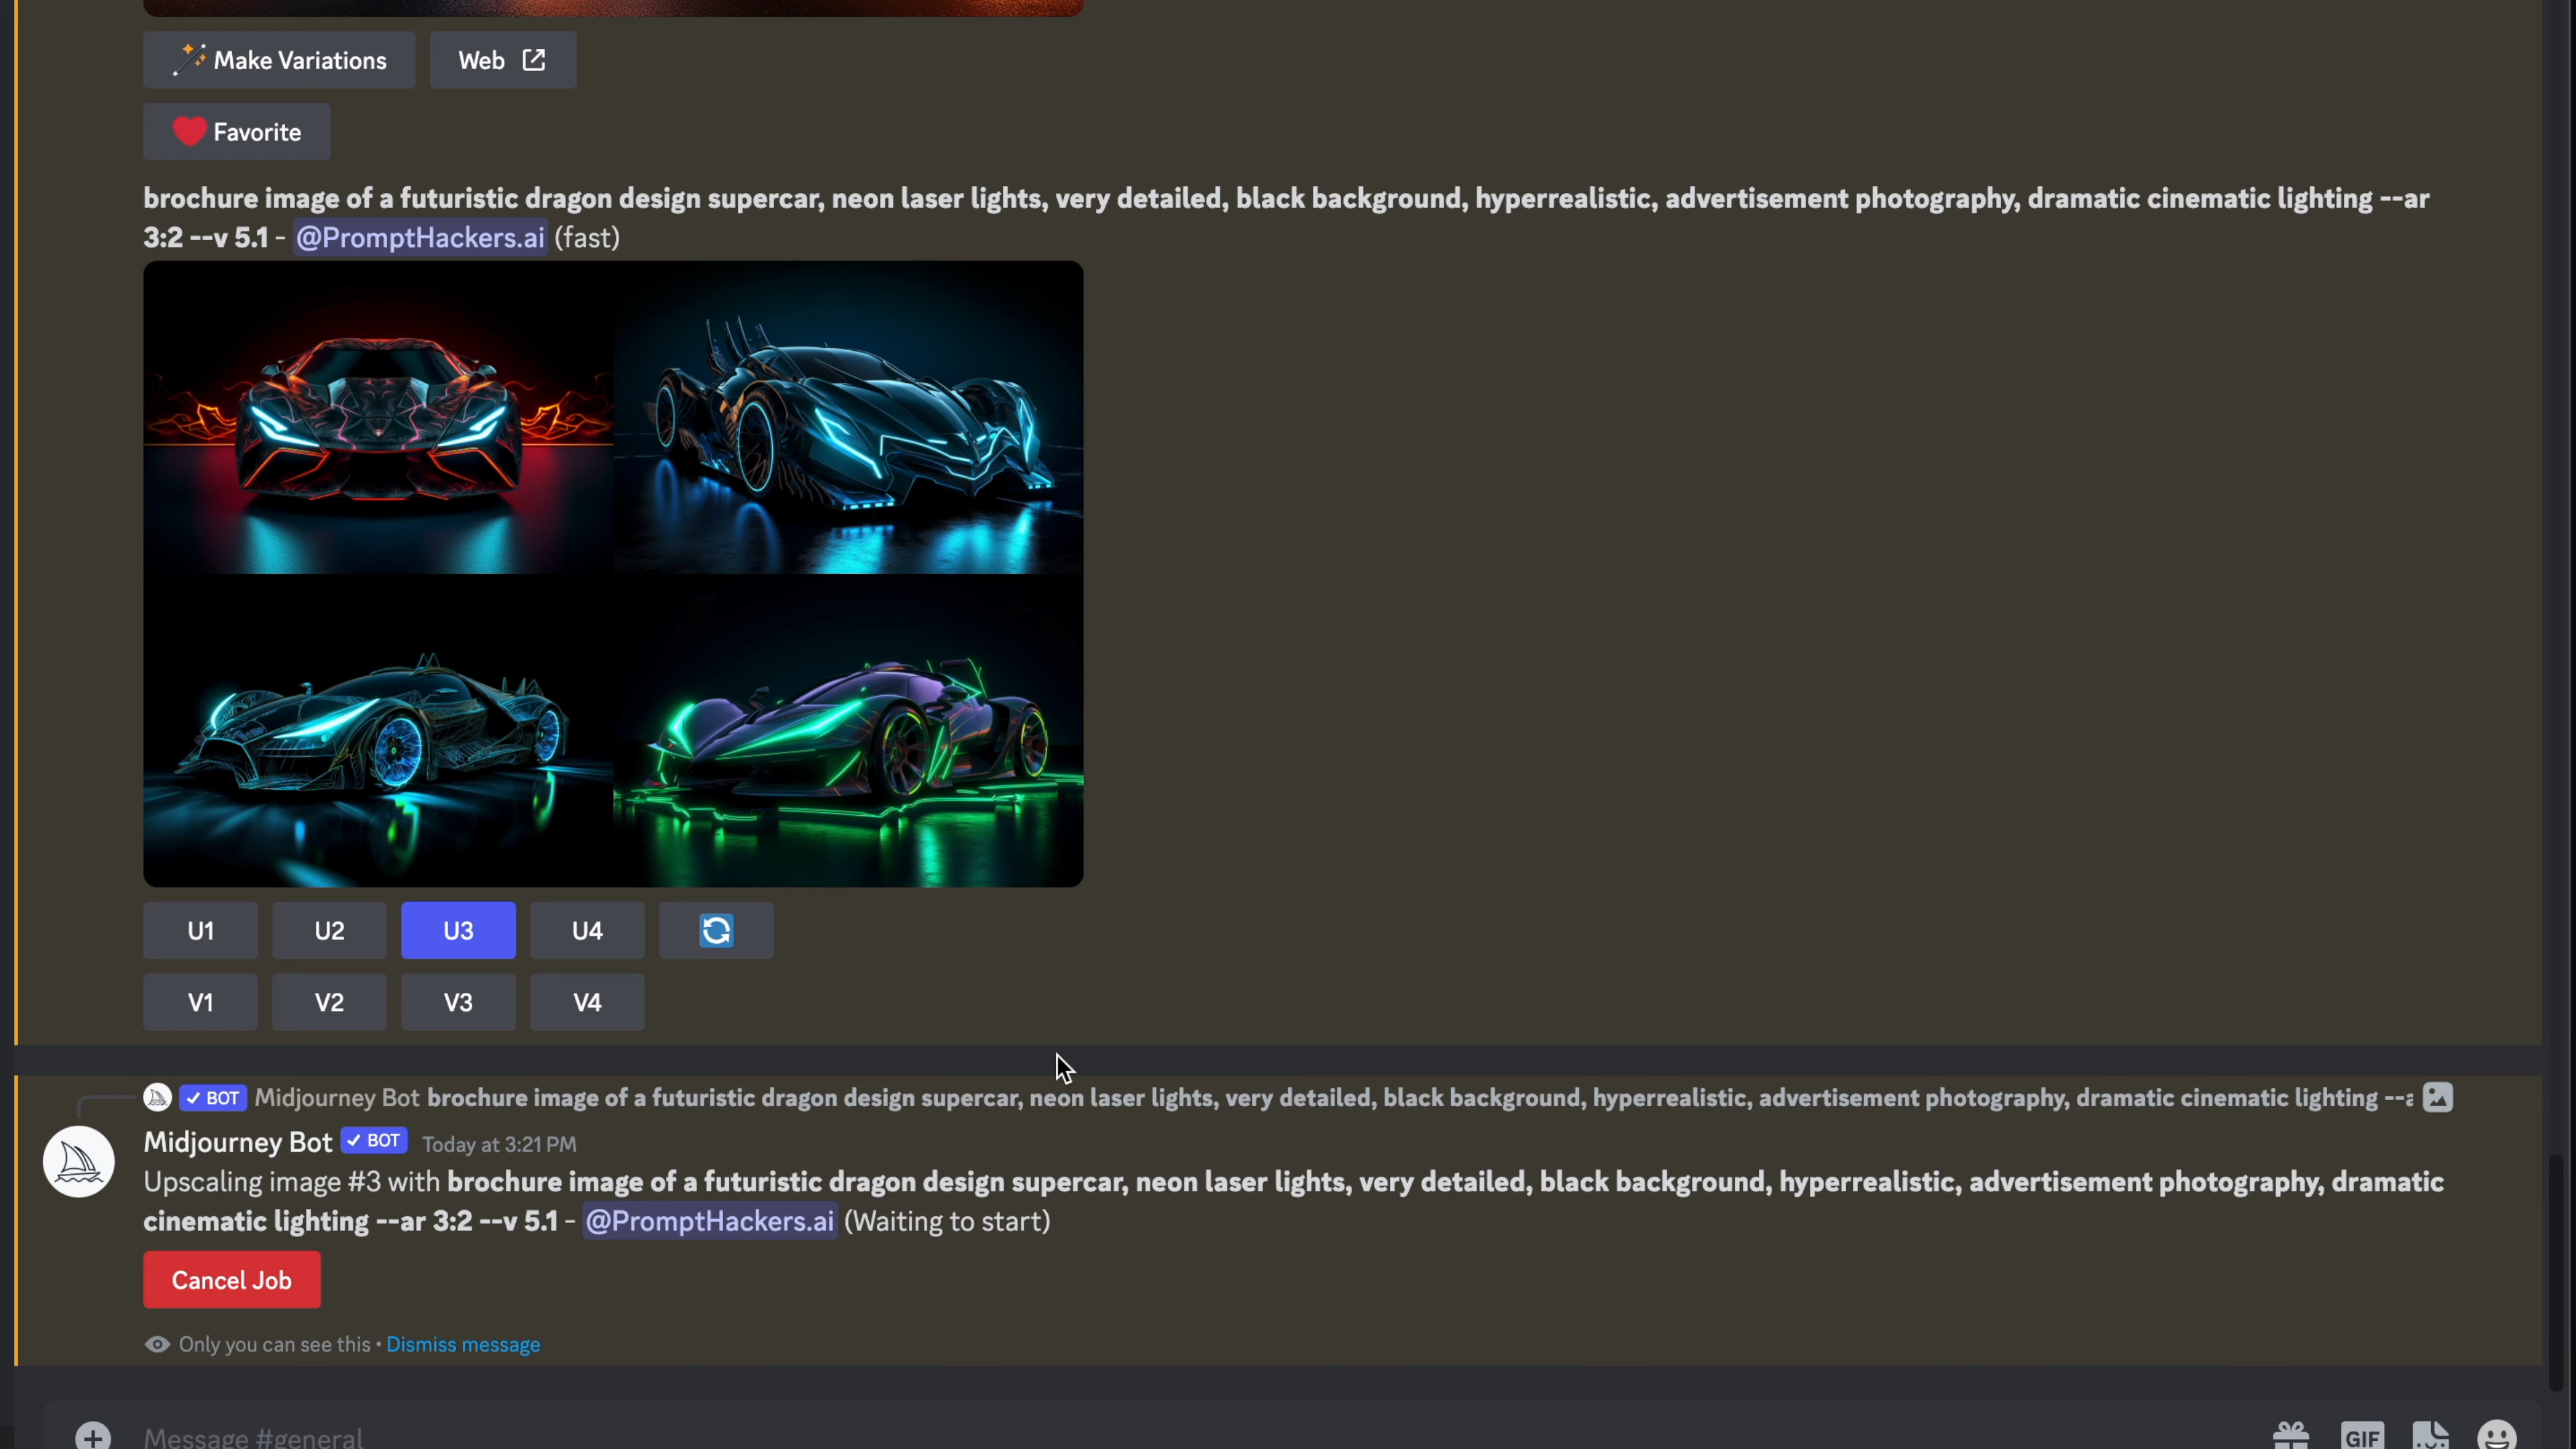 Make Variations
Web
Favorite
brochure image of a futuristic dragon design supercar, neon laser lights, very detailed, black background, hyperrealistic, advertisement photography, dramatic cinematic lighting --ar
3:2 --v 5.1 - @PromptHackers.ai (fast)
U1 U2 U3 U4
V1 V2 V3 V4
BOT Midjourney Bot brochure image of a futuristic dragon design supercar, neon laser lights, very detailed, black background, hyperrealistic, advertisement photography, dramatic cinematic lighting --a
Midjourney Bot BOT Today at 3:21 PM
Upscaling image #3 with brochure image of a futuristic dragon design supercar, neon laser lights, very detailed, black background, hyperrealistic, advertisement photography, dramatic
cinematic lighting --ar 3:2 --v 5.1 - @PromptHackers.ai (Waiting to start)
Cancel Job
Only you can see this • Dismiss message
Message #general
GIF